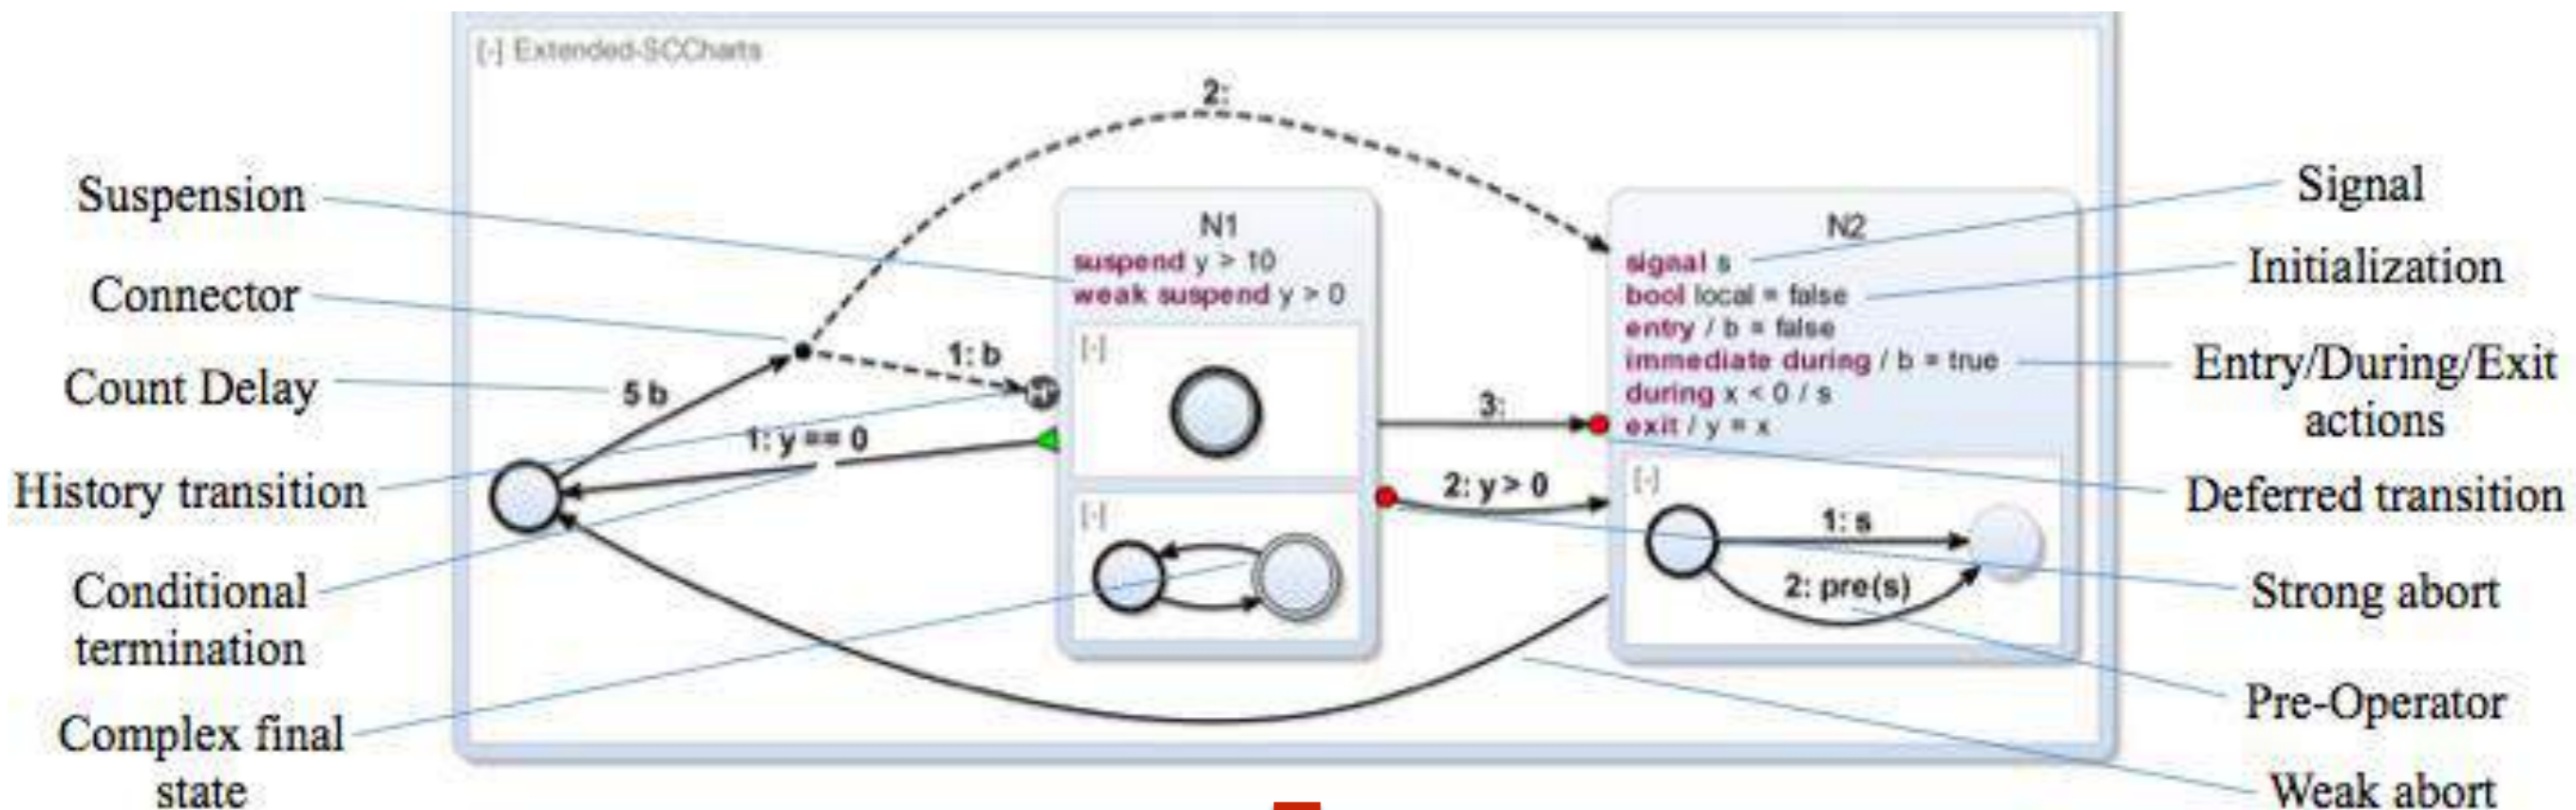 [-] Extended-SCCharts
2:
Suspension
Connector
Count Delay
History transition
Conditional
termination
Complex final
state
5 b
1: b
1: y == 0
N1
suspend y > 10
weak suspend y > 0
[-]
[-]
3:
2: y > 0
N2
signal s
bool local = false
entry / b = false
immediate during / b = true
during x < 0 / s
exit / y = x
[-]
1: s
2: pre(s)
Signal
Initialization
Entry/During/Exit
actions
Deferred transition
Strong abort
Pre-Operator
Weak abort